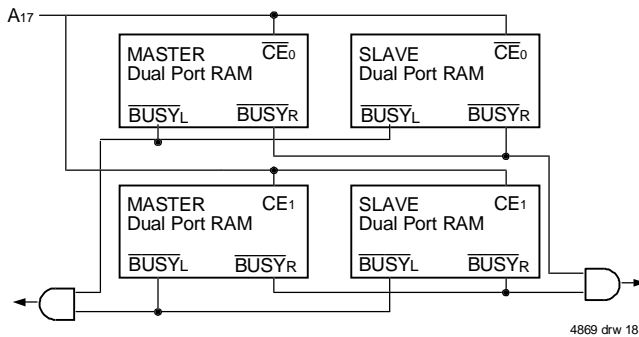 A17
MASTER CE0
Dual Port RAM
BUSYL BUSYR
SLAVE CE0
Dual Port RAM
BUSYL BUSYR
MASTER CE1
Dual Port RAM
BUSYL BUSYR
SLAVE CE1
Dual Port RAM
BUSYL BUSYR
4869 drw 18